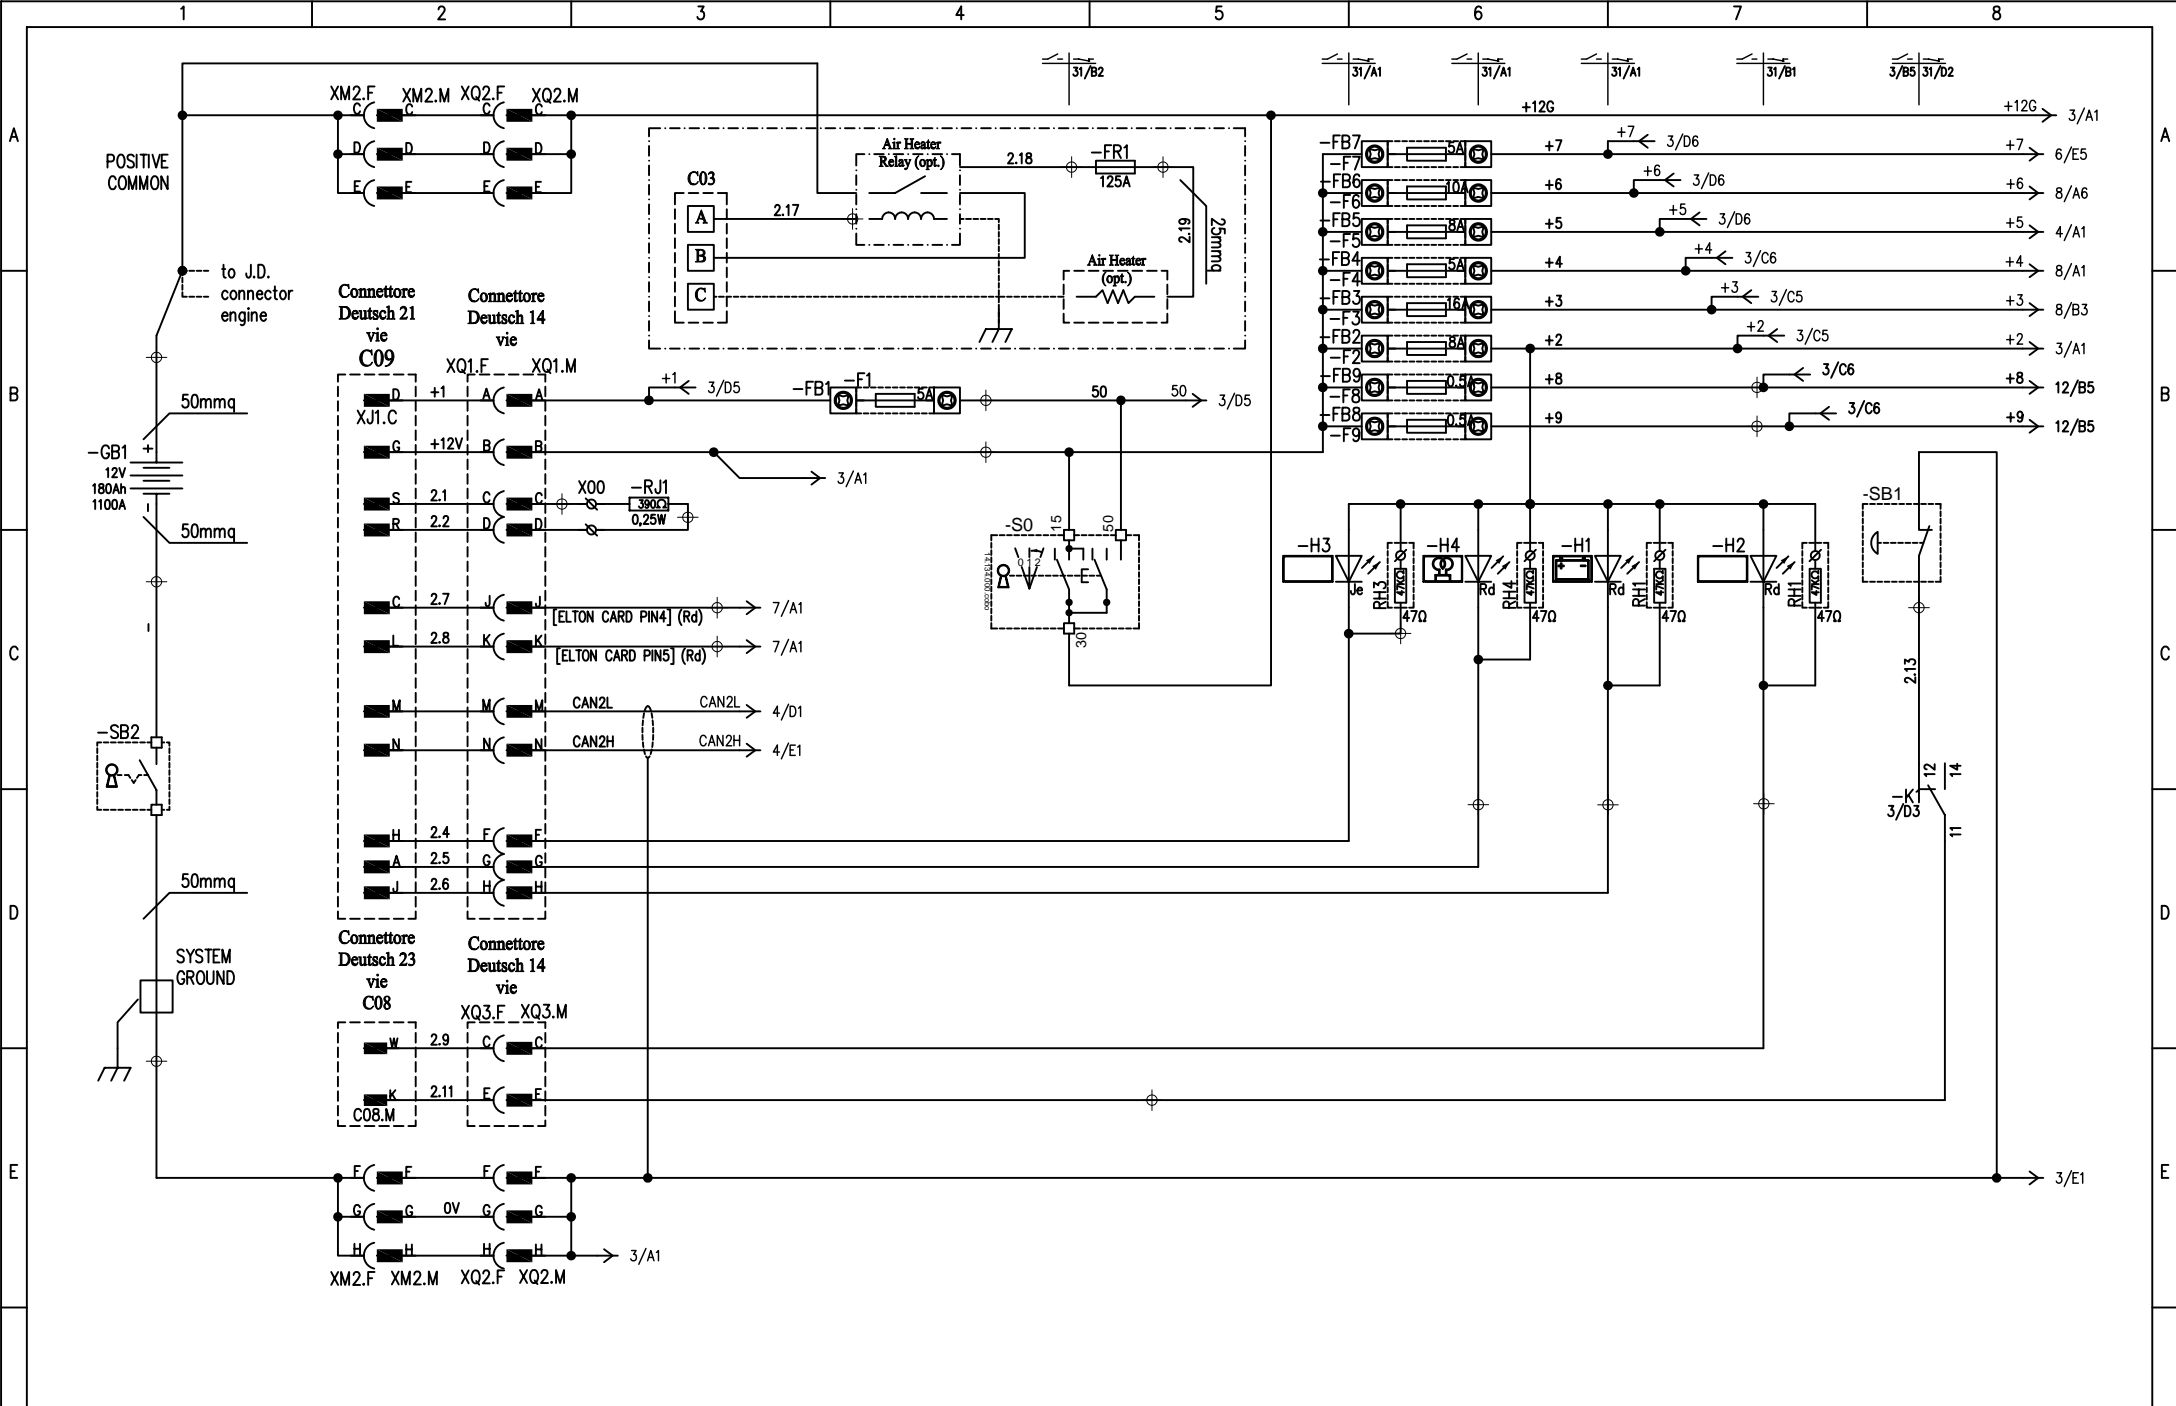 1 2 3 4 5 6 7 8
31/B2 31/A1 31/A1 31/A1 31/B1 3/B5 31/D2
A A
B B
C C
D D
E E
XM2.F XM2.M XQ2.F XQ2.M
C C C C
D D D D
E E E E
POSITIVE
COMMON
to J.D.
connector
engine
+12G +12G 3/A1
Air Heater
Relay (opt.)
C03
A
B
C
2.17
2.18
-FR1
125A
2.19
25mmq
Air Heater
(opt.)
-FB7 -F7 5A +7 +7 3/D6 +7 6/E5
-FB6 -F6 10A +6 +6 3/D6 +6 8/A6
-FB5 -F5 8A +5 +5 3/D6 +5 4/A1
-FB4 -F4 5A +4 +4 3/C6 +4 8/A1
-FB3 -F3 16A +3 +3 3/C5 +3 8/B3
-FB2 -F2 8A +2 +2 3/C5 +2 3/A1
-FB9 -F8 0.5A +8 3/C6 +8 12/B5
-FB8 -F9 0.5A +9 3/C6 +9 12/B5
Connettore
Deutsch 21
vie
C09
Connettore
Deutsch 14
vie
XQ1.F XQ1.M
D +1 A A +1 3/D5 -FB1 -F1 5A 50 50 3/D5
XJ1.C
G +12V B B 3/A1
S 2.1 C C X00 -RJ1
390Ω
0,25W
R 2.2 D D
C 2.7 J J [ELTON CARD PIN4] (Rd) 7/A1
L 2.8 K K [ELTON CARD PIN5] (Rd) 7/A1
M M M CAN2L CAN2L 4/D1
N N N CAN2H CAN2H 4/E1
H 2.4 F F
A 2.5 G G
J 2.6 H H
50mmq
-GB1
+
12V
180Ah
1100A
-
50mmq
-
-SB2
50mmq
SYSTEM
GROUND
-S0
15 50
0 1 2
E
30
-H3 Je RH3 47KΩ 47Ω
-H4 Rd RH4 47KΩ 47Ω
-H1 + - Rd RH1 47KΩ 47Ω
-H2 Rd RH1 47KΩ 47Ω
-SB1
2.13
12 14
-K1
3/D3
11
Connettore
Deutsch 23
vie
C08
Connettore
Deutsch 14
vie
XQ3.F XQ3.M
W 2.9 C C
K 2.11 E E
C08.M
F F F F 3/E1
G G 0V G G
H H H H 3/A1
XM2.F XM2.M XQ2.F XQ2.M